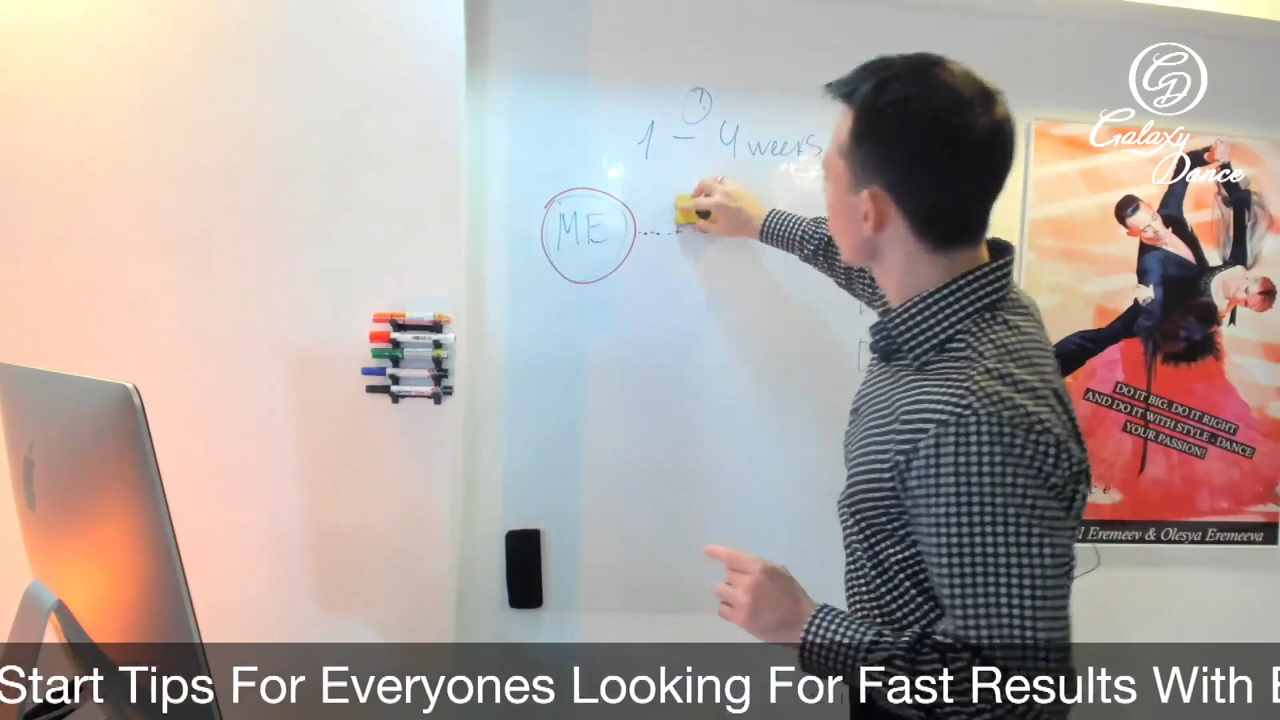 1 - 4 weeks
ME
GD
Galaxy
Dance
DO IT BIG, DO IT RIGHT
AND DO IT WITH STYLE - DANCE
YOUR PASSION!
Eremeev & Olesya Eremeeva
Start Tips For Everyones Looking For Fast Results With